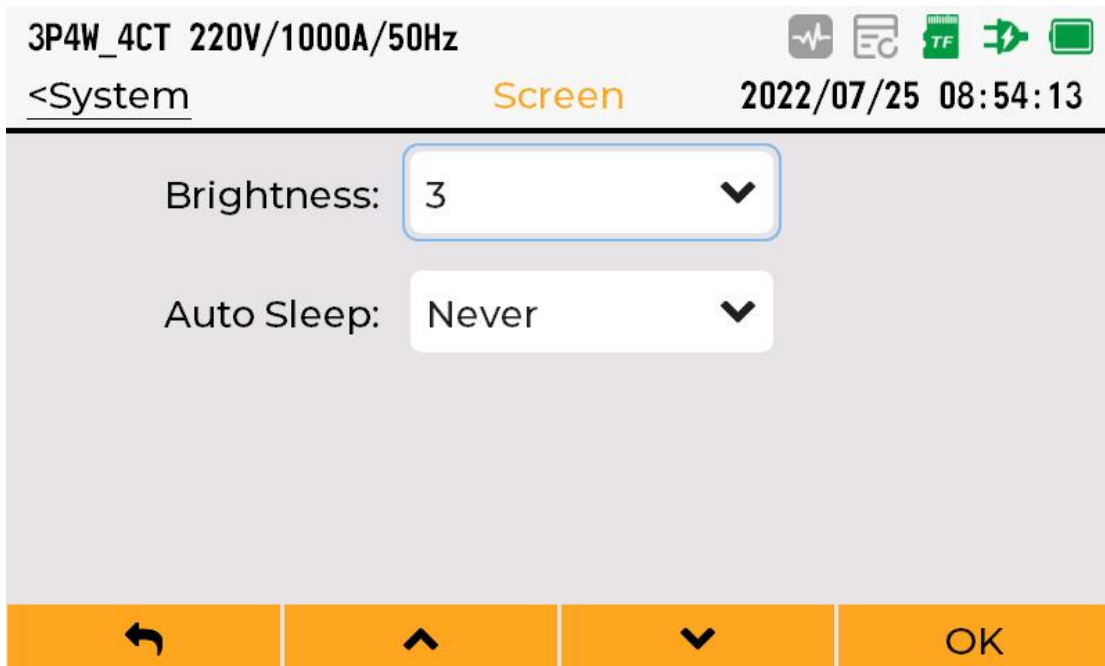 3P4W_4CT 220V/1000A/50Hz
TF
<System
Screen
2022/07/25 08:54:13
Brightness: 3
Auto Sleep: Never
OK